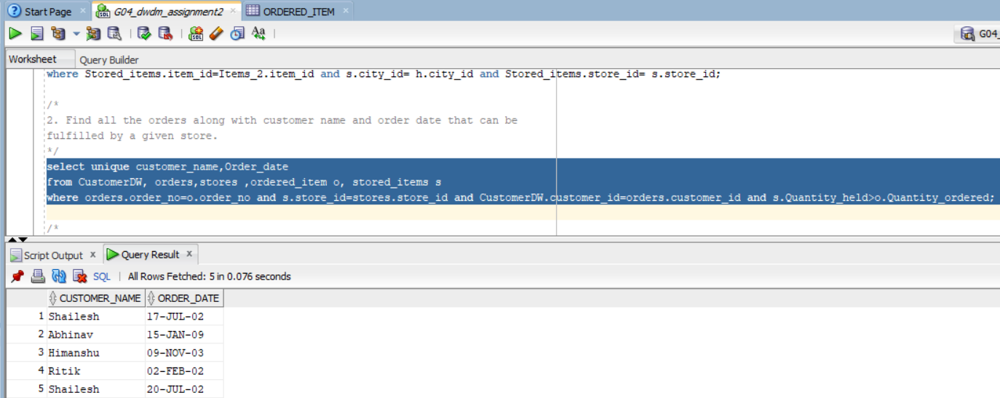 Start Page × G04_dwdm_assignment2 × ORDERED_ITEM ×
G04_
Worksheet Query Builder
where Stored_items.item_id=Items_2.item_id and s.city_id= h.city_id and Stored_items.store_id= s.store_id;
/*
2. Find all the orders along with customer name and order date that can be
fulfilled by a given store.
*/
select unique customer_name,Order_date
from CustomerDW, orders,stores ,ordered_item o, stored_items s
where orders.order_no=o.order_no and s.store_id=stores.store_id and CustomerDW.customer_id=orders.customer_id and s.Quantity_held>o.Quantity_ordered;
/*
Script Output x Query Result x
SQL | All Rows Fetched: 5 in 0.076 seconds
CUSTOMER_NAME ORDER_DATE
1 Shailesh 17-JUL-02
2 Abhinav 15-JAN-09
3 Himanshu 09-NOV-03
4 Ritik 02-FEB-02
5 Shailesh 20-JUL-02